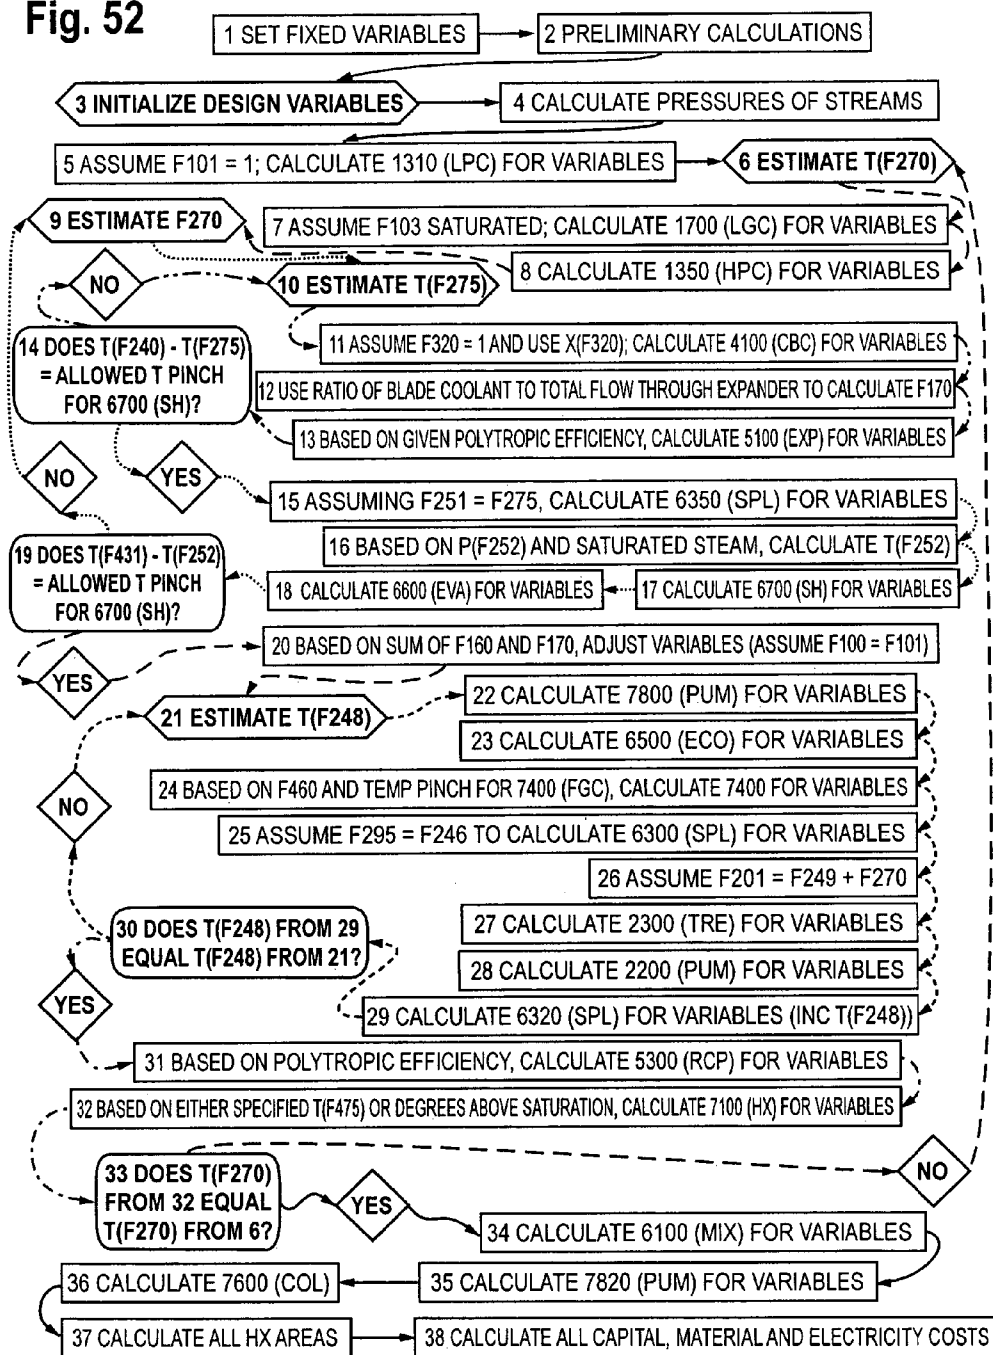 Fig. 52
1 SET FIXED VARIABLES
2 PRELIMINARY CALCULATIONS
3 INITIALIZE DESIGN VARIABLES
4 CALCULATE PRESSURES OF STREAMS
5 ASSUME F101 = 1; CALCULATE 1310 (LPC) FOR VARIABLES
6 ESTIMATE T(F270)
7 ASSUME F103 SATURATED; CALCULATE 1700 (LGC) FOR VARIABLES
8 CALCULATE 1350 (HPC) FOR VARIABLES
9 ESTIMATE F270
NO
10 ESTIMATE T(F275)
11 ASSUME F320 = 1 AND USE X(F320); CALCULATE 4100 (CBC) FOR VARIABLES
12 USE RATIO OF BLADE COOLANT TO TOTAL FLOW THROUGH EXPANDER TO CALCULATE F170
13 BASED ON GIVEN POLYTROPIC EFFICIENCY, CALCULATE 5100 (EXP) FOR VARIABLES
14 DOES T(F240) - T(F275)
= ALLOWED T PINCH
FOR 6700 (SH)?
NO
YES
15 ASSUMING F251 = F275, CALCULATE 6350 (SPL) FOR VARIABLES
16 BASED ON P(F252) AND SATURATED STEAM, CALCULATE T(F252)
17 CALCULATE 6700 (SH) FOR VARIABLES
18 CALCULATE 6600 (EVA) FOR VARIABLES
19 DOES T(F431) - T(F252)
= ALLOWED T PINCH
FOR 6700 (SH)?
YES
20 BASED ON SUM OF F160 AND F170, ADJUST VARIABLES (ASSUME F100 = F101)
21 ESTIMATE T(F248)
22 CALCULATE 7800 (PUM) FOR VARIABLES
23 CALCULATE 6500 (ECO) FOR VARIABLES
24 BASED ON F460 AND TEMP PINCH FOR 7400 (FGC), CALCULATE 7400 FOR VARIABLES
NO
25 ASSUME F295 = F246 TO CALCULATE 6300 (SPL) FOR VARIABLES
26 ASSUME F201 = F249 + F270
27 CALCULATE 2300 (TRE) FOR VARIABLES
28 CALCULATE 2200 (PUM) FOR VARIABLES
29 CALCULATE 6320 (SPL) FOR VARIABLES (INC T(F248))
30 DOES T(F248) FROM 29
EQUAL T(F248) FROM 21?
YES
31 BASED ON POLYTROPIC EFFICIENCY, CALCULATE 5300 (RCP) FOR VARIABLES
32 BASED ON EITHER SPECIFIED T(F475) OR DEGREES ABOVE SATURATION, CALCULATE 7100 (HX) FOR VARIABLES
33 DOES T(F270)
FROM 32 EQUAL
T(F270) FROM 6?
YES
NO
34 CALCULATE 6100 (MIX) FOR VARIABLES
35 CALCULATE 7820 (PUM) FOR VARIABLES
36 CALCULATE 7600 (COL)
37 CALCULATE ALL HX AREAS
38 CALCULATE ALL CAPITAL, MATERIAL AND ELECTRICITY COSTS